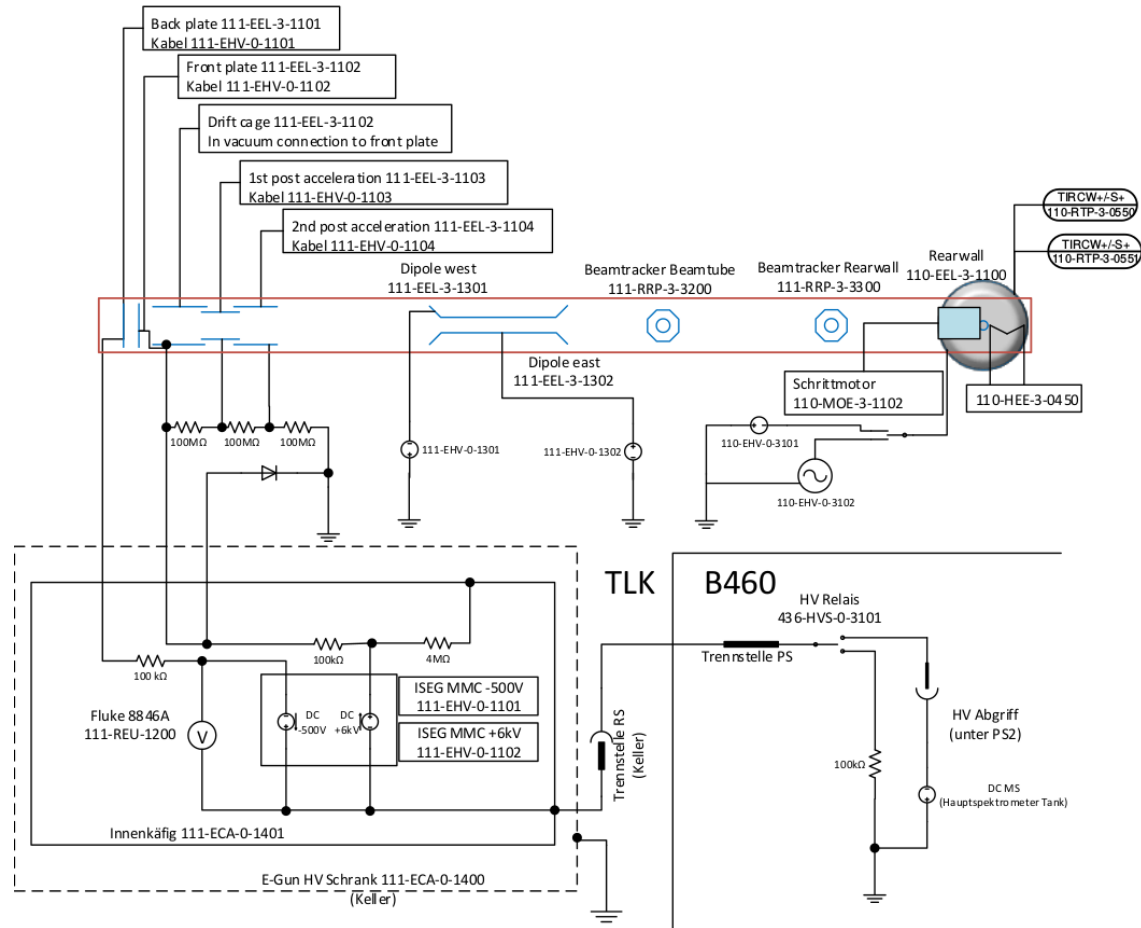 Back plate 111-EEL-3-1101
Kabel 111-EHV-0-1101
Front plate 111-EEL-3-1102
Kabel 111-EHV-0-1102
Drift cage 111-EEL-3-1102
In vacuum connection to front plate
1st post acceleration 111-EEL-3-1103
Kabel 111-EHV-0-1103
2nd post acceleration 111-EEL-3-1104
Kabel 111-EHV-0-1104
TIRCW+/-S+
110-RTP-3-0550
TIRCW+/-S+
110-RTP-3-0551
Dipole west
111-EEL-3-1301
Beamtracker Beamtube
111-RRP-3-3200
Beamtracker Rearwall
111-RRP-3-3300
Rearwall
110-EEL-3-1100
Dipole east
111-EEL-3-1302
Schrittmotor
110-MOE-3-1102
110-HEE-3-0450
100MΩ
100MΩ
100MΩ
111-EHV-0-1301
111-EHV-0-1302
110-EHV-0-3101
110-EHV-0-3102
TLK
B460
HV Relais
436-HVS-0-3101
Trennstelle PS
100kΩ
4MΩ
100 kΩ
Fluke 8846A
111-REU-1200
V
DC
-500V
DC
+6kV
ISEG MMC -500V
111-EHV-0-1101
ISEG MMC +6kV
111-EHV-0-1102
Trennstelle RS
(Keller)
HV Abgriff
(unter PS2)
100kΩ
DC MS
(Hauptspektrometer Tank)
Innenkäfig 111-ECA-0-1401
E-Gun HV Schrank 111-ECA-0-1400
(Keller)